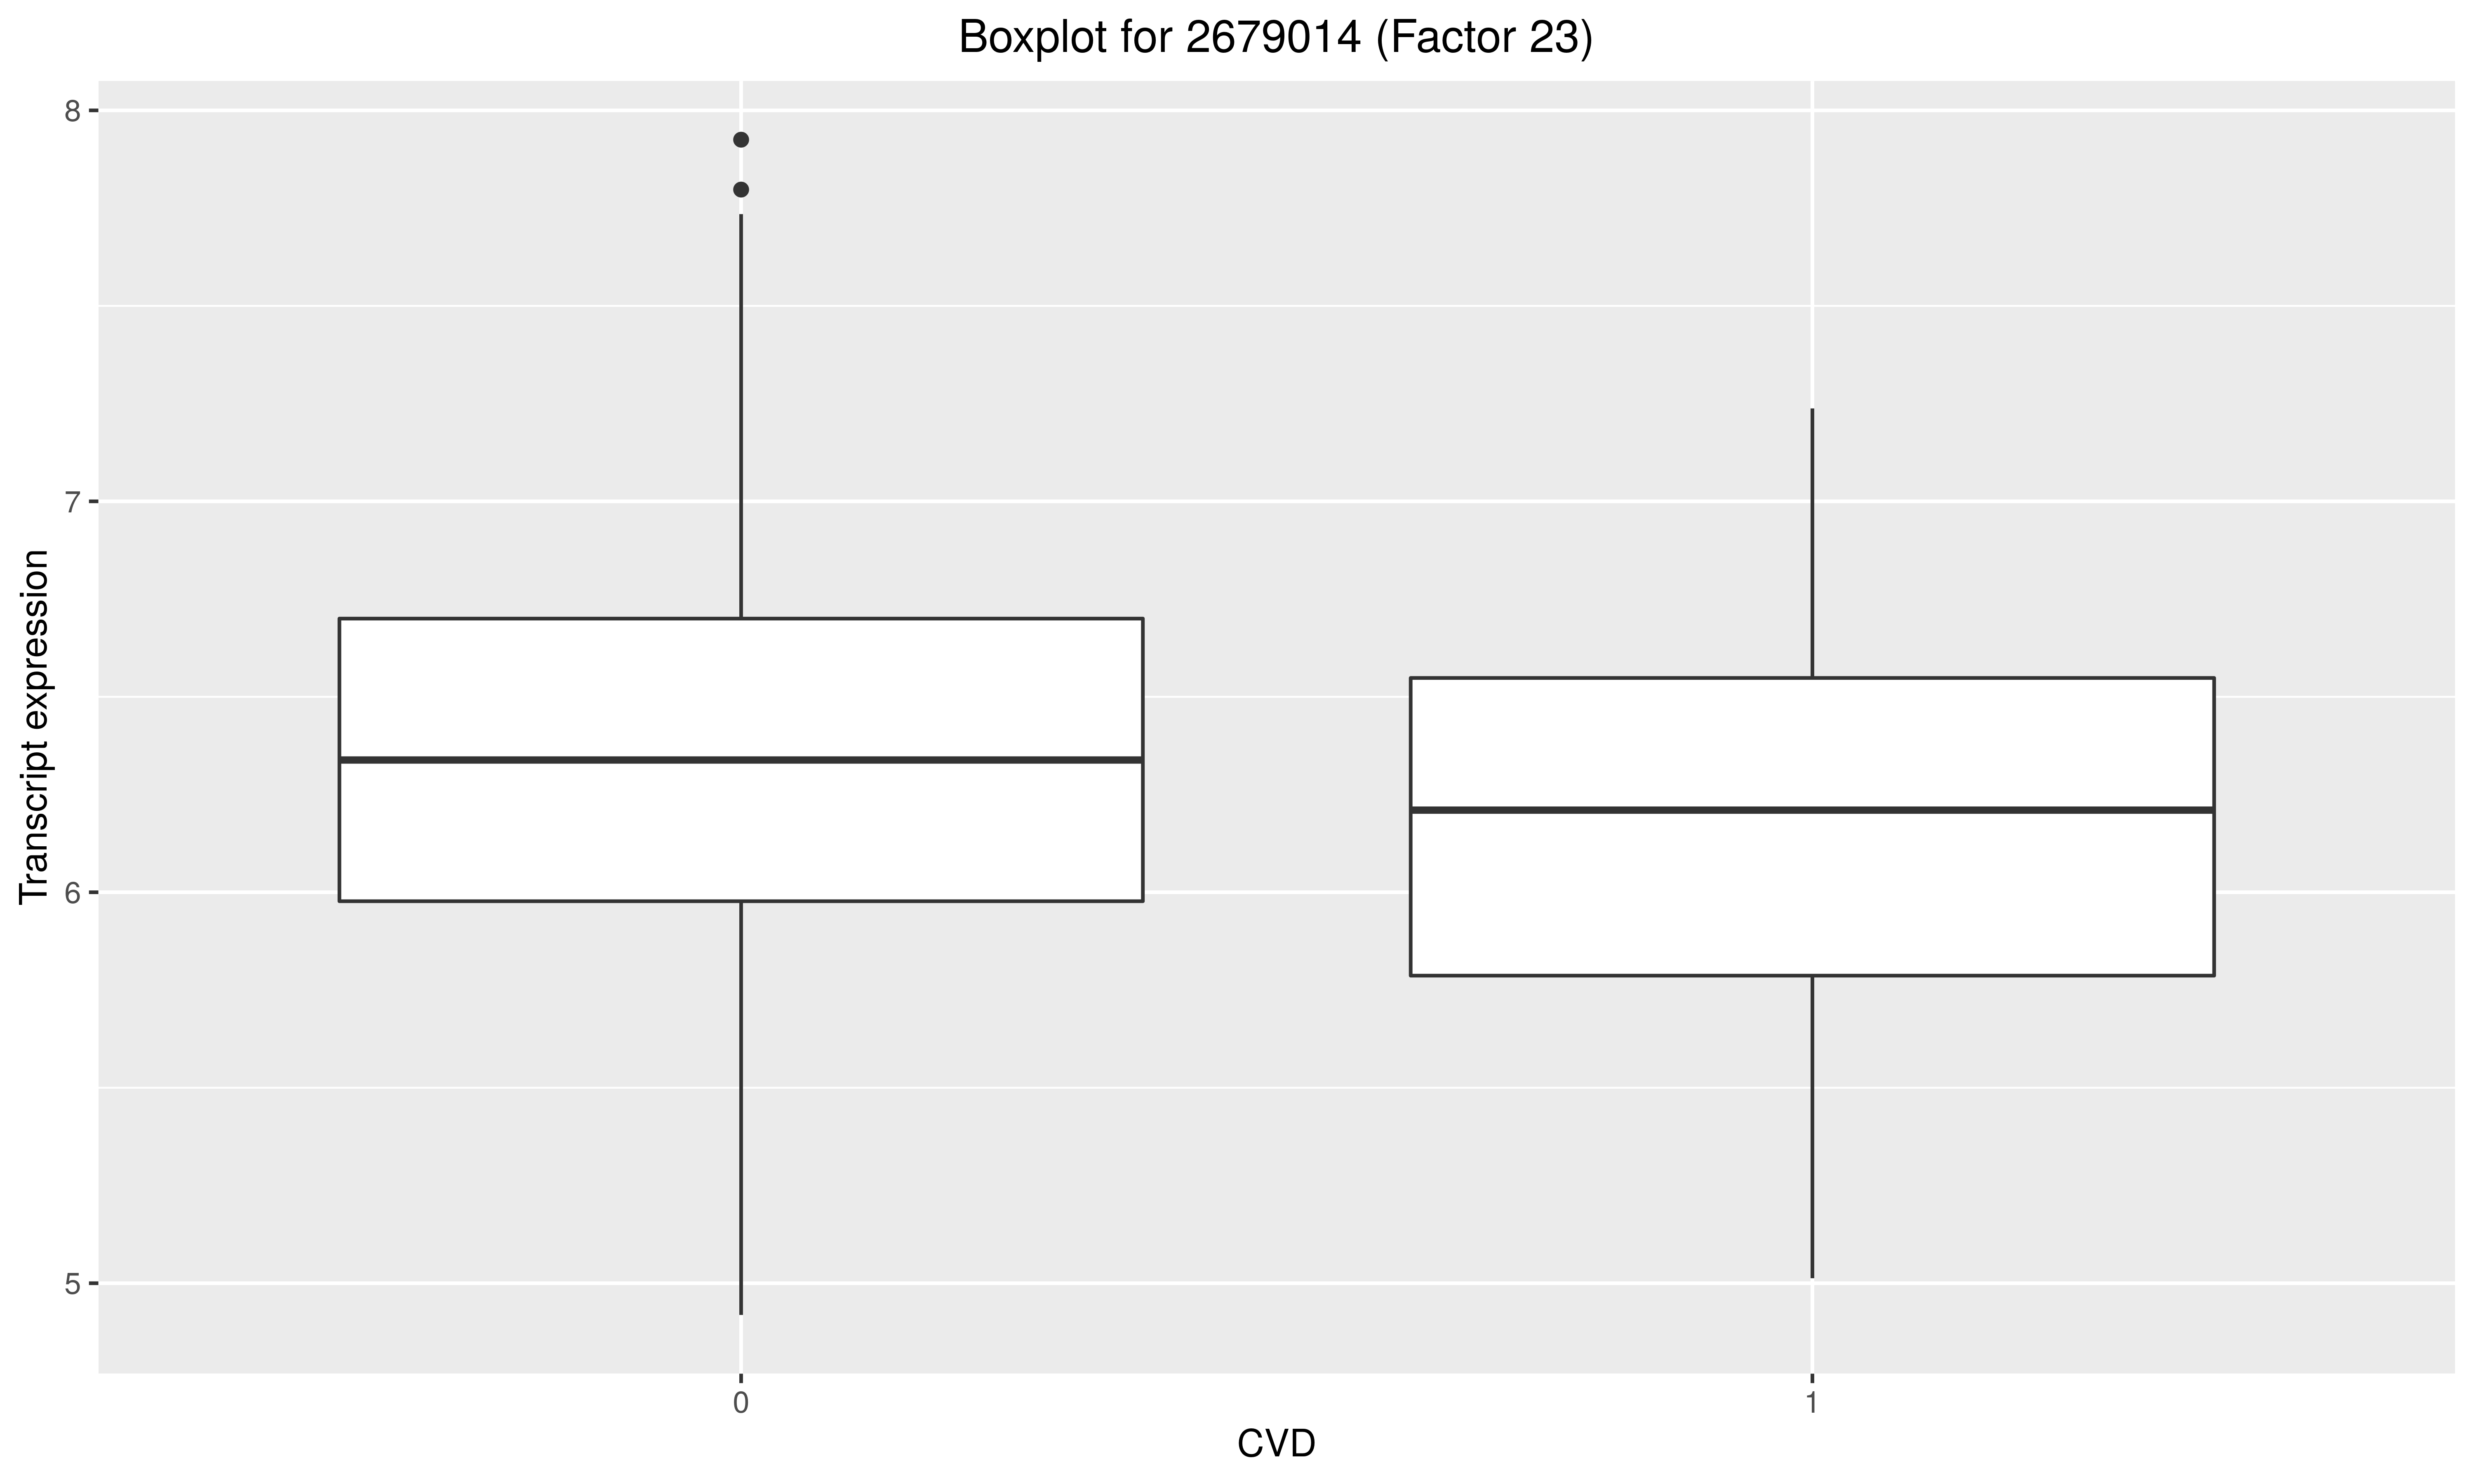 Boxplot for 2679014 (Factor 23)
Transcript expression
8
7
6
5
0
1
CVD